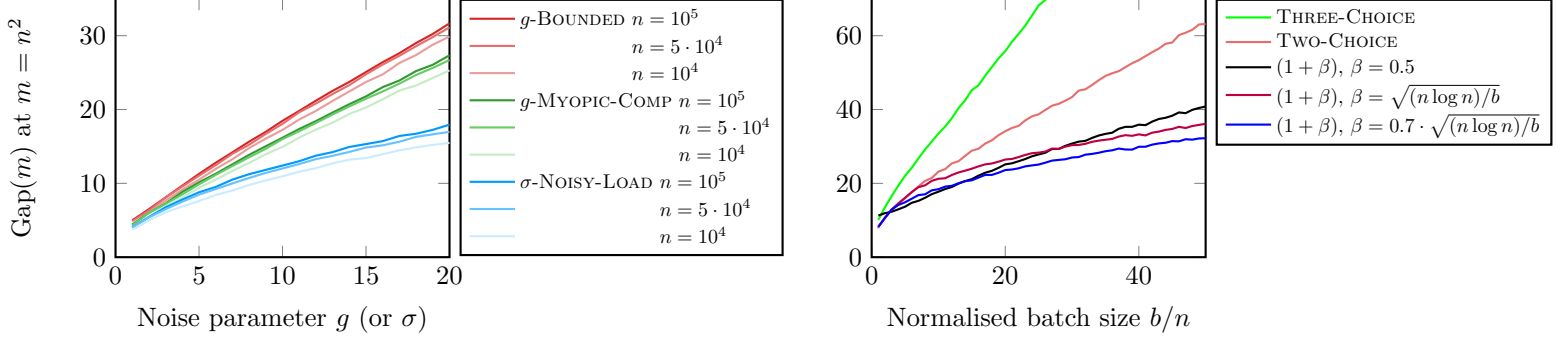 Gap(m) at m = n²
30
20
10
0
0 5 10 15 20
Noise parameter g (or σ)
g-BOUNDED n = 10⁵
n = 5 · 10⁴
n = 10⁴
g-MYOPIC-COMP n = 10⁵
n = 5 · 10⁴
n = 10⁴
σ-NOISY-LOAD n = 10⁵
n = 5 · 10⁴
n = 10⁴
60
40
20
0
0 20 40
Normalised batch size b/n
THREE-CHOICE
TWO-CHOICE
(1 + β), β = 0.5
(1 + β), β = √(n log n)/b
(1 + β), β = 0.7 · √(n log n)/b